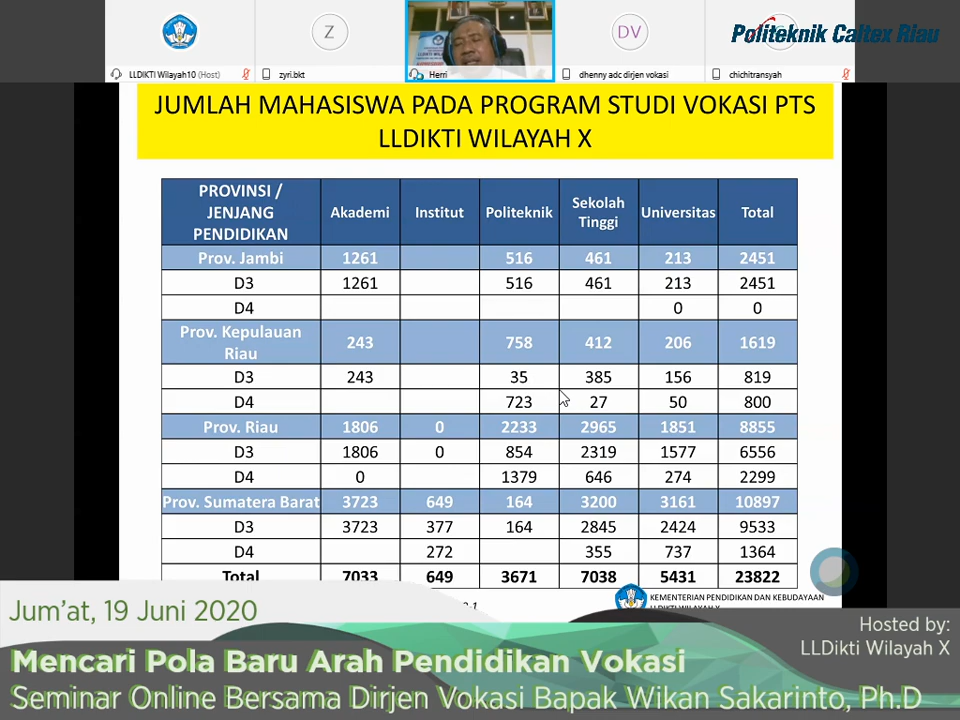 Z
DV
Politeknik Caltex Riau
LLDIKTI Wilayah10 (Host)
zyri.bkt
Herri
dhenny adc dirjen vokasi
chichitransyah
JUMLAH MAHASISWA PADA PROGRAM STUDI VOKASI PTS
LLDIKTI WILAYAH X
PROVINSI / JENJANG PENDIDIKAN Akademi Institut Politeknik Sekolah Tinggi Universitas Total
Prov. Jambi 1261 516 461 213 2451
D3 1261 516 461 213 2451
D4 0 0
Prov. Kepulauan Riau 243 758 412 206 1619
D3 243 35 385 156 819
D4 723 27 50 800
Prov. Riau 1806 0 2233 2965 1851 8855
D3 1806 0 854 2319 1577 6556
D4 0 1379 646 274 2299
Prov. Sumatera Barat 3723 649 164 3200 3161 10897
D3 3723 377 164 2845 2424 9533
D4 272 355 737 1364
Total 7033 649 3671 7038 5431 23822
KEMENTERIAN PENDIDIKAN DAN KEBUDAYAAN
LLDIKTI WILAYAH X
Jum'at, 19 Juni 2020
Hosted by:
LLDikti Wilayah X
Mencari Pola Baru Arah Pendidikan Vokasi
Seminar Online Bersama Dirjen Vokasi Bapak Wikan Sakarinto, Ph.D